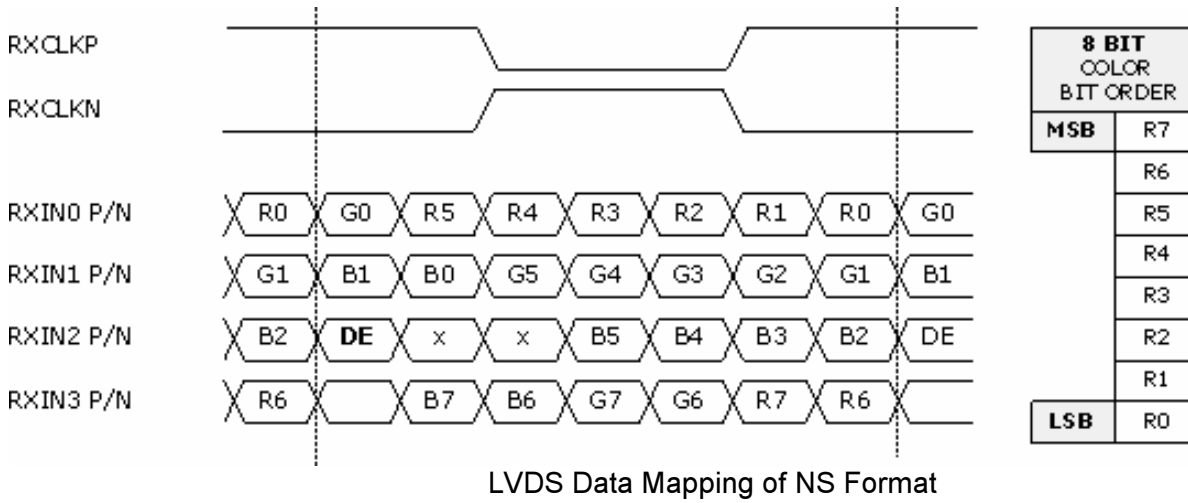 RXCLKP
RXCLKN
RXIN0 P/N R0 G0 R5 R4 R3 R2 R1 R0 G0
RXIN1 P/N G1 B1 B0 G5 G4 G3 G2 G1 B1
RXIN2 P/N B2 DE x x B5 B4 B3 B2 DE
RXIN3 P/N R6 B7 B6 G7 G6 R7 R6
8 BIT
COLOR
BIT ORDER
MSB R7
R6
R5
R4
R3
R2
R1
LSB R0
LVDS Data Mapping of NS Format